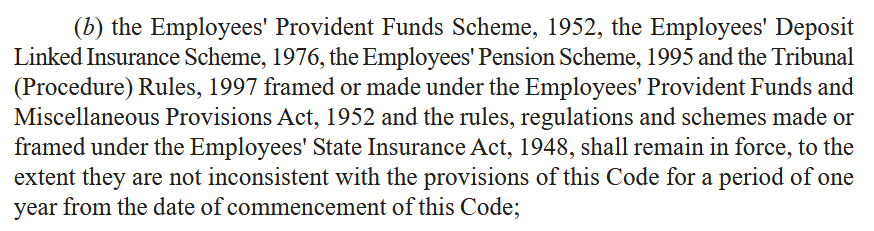 (b) the Employees' Provident Funds Scheme, 1952, the Employees' Deposit
Linked Insurance Scheme, 1976, the Employees' Pension Scheme, 1995 and the Tribunal
(Procedure) Rules, 1997 framed or made under the Employees' Provident Funds and
Miscellaneous Provisions Act, 1952 and the rules, regulations and schemes made or
framed under the Employees' State Insurance Act, 1948, shall remain in force, to the
extent they are not inconsistent with the provisions of this Code for a period of one
year from the date of commencement of this Code;